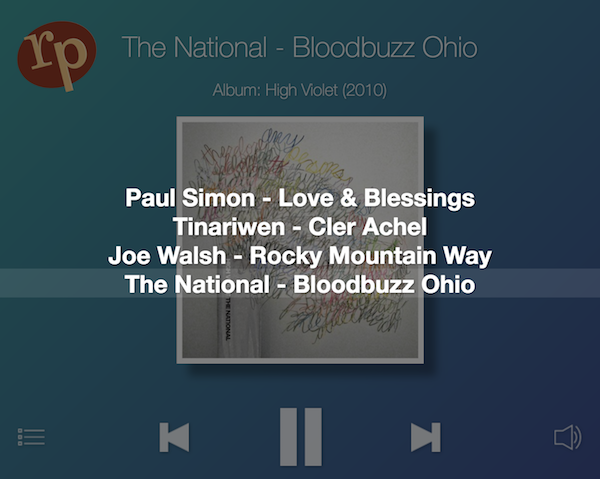 rp
The National - Bloodbuzz Ohio
Album: High Violet (2010)
Paul Simon - Love & Blessings
Tinariwen - Cler Achel
Joe Walsh - Rocky Mountain Way
The National - Bloodbuzz Ohio
THE NATIONAL